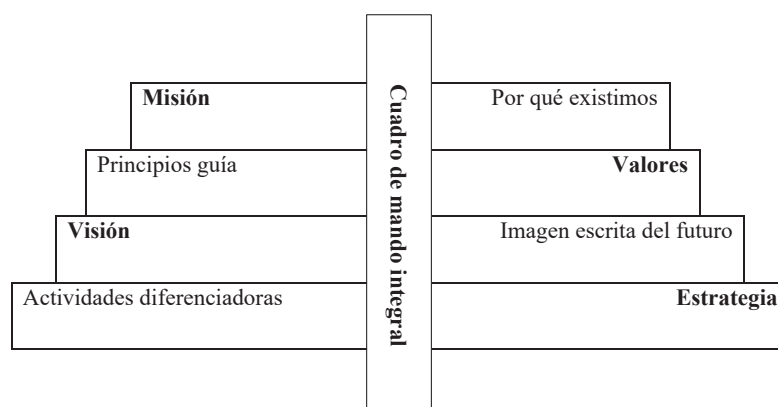 Cuadro de mando integral
Misión
Por qué existimos
Principios guía
Valores
Visión
Imagen escrita del futuro
Actividades diferenciadoras
Estrategia